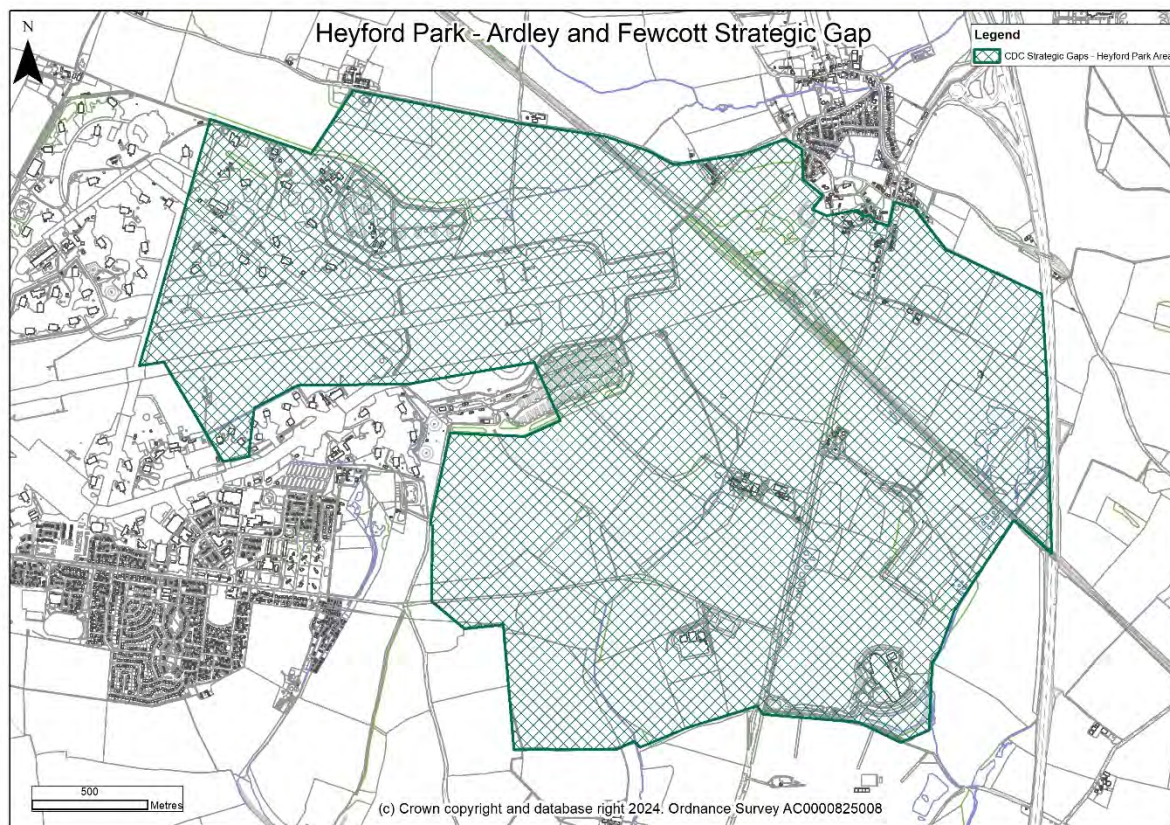 Heyford Park - Ardley and Fewcott Strategic Gap
N
Legend
CDC Strategic Gaps - Heyford Park Area
500
Metres
(c) Crown copyright and database right 2024. Ordnance Survey AC0000825008